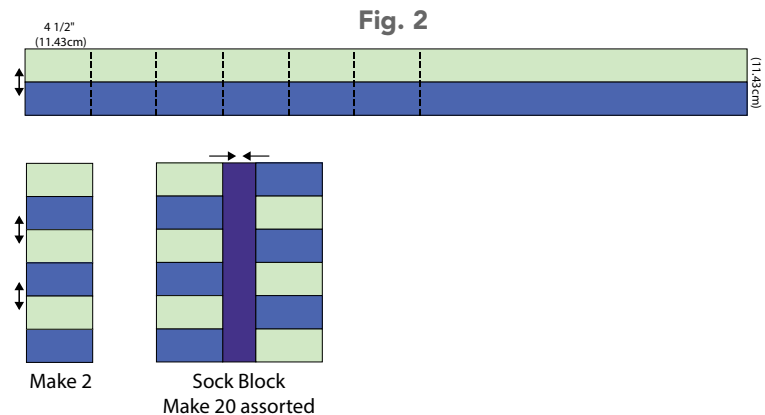 Fig. 2
4 1/2"
(11.43cm)
(11.43cm)
Make 2
Sock Block
Make 20 assorted